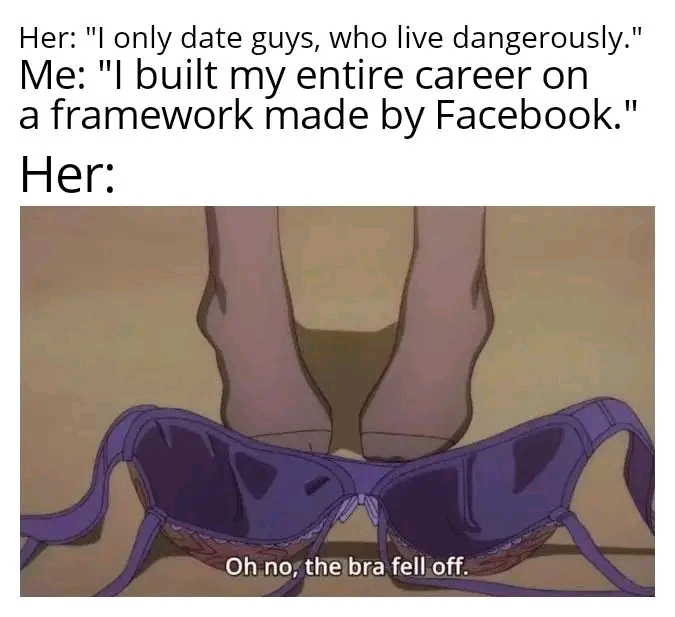 Her: "I only date guys, who live dangerously."
Me: "I built my entire career on
a framework made by Facebook."
Her:
Oh no, the bra fell off.